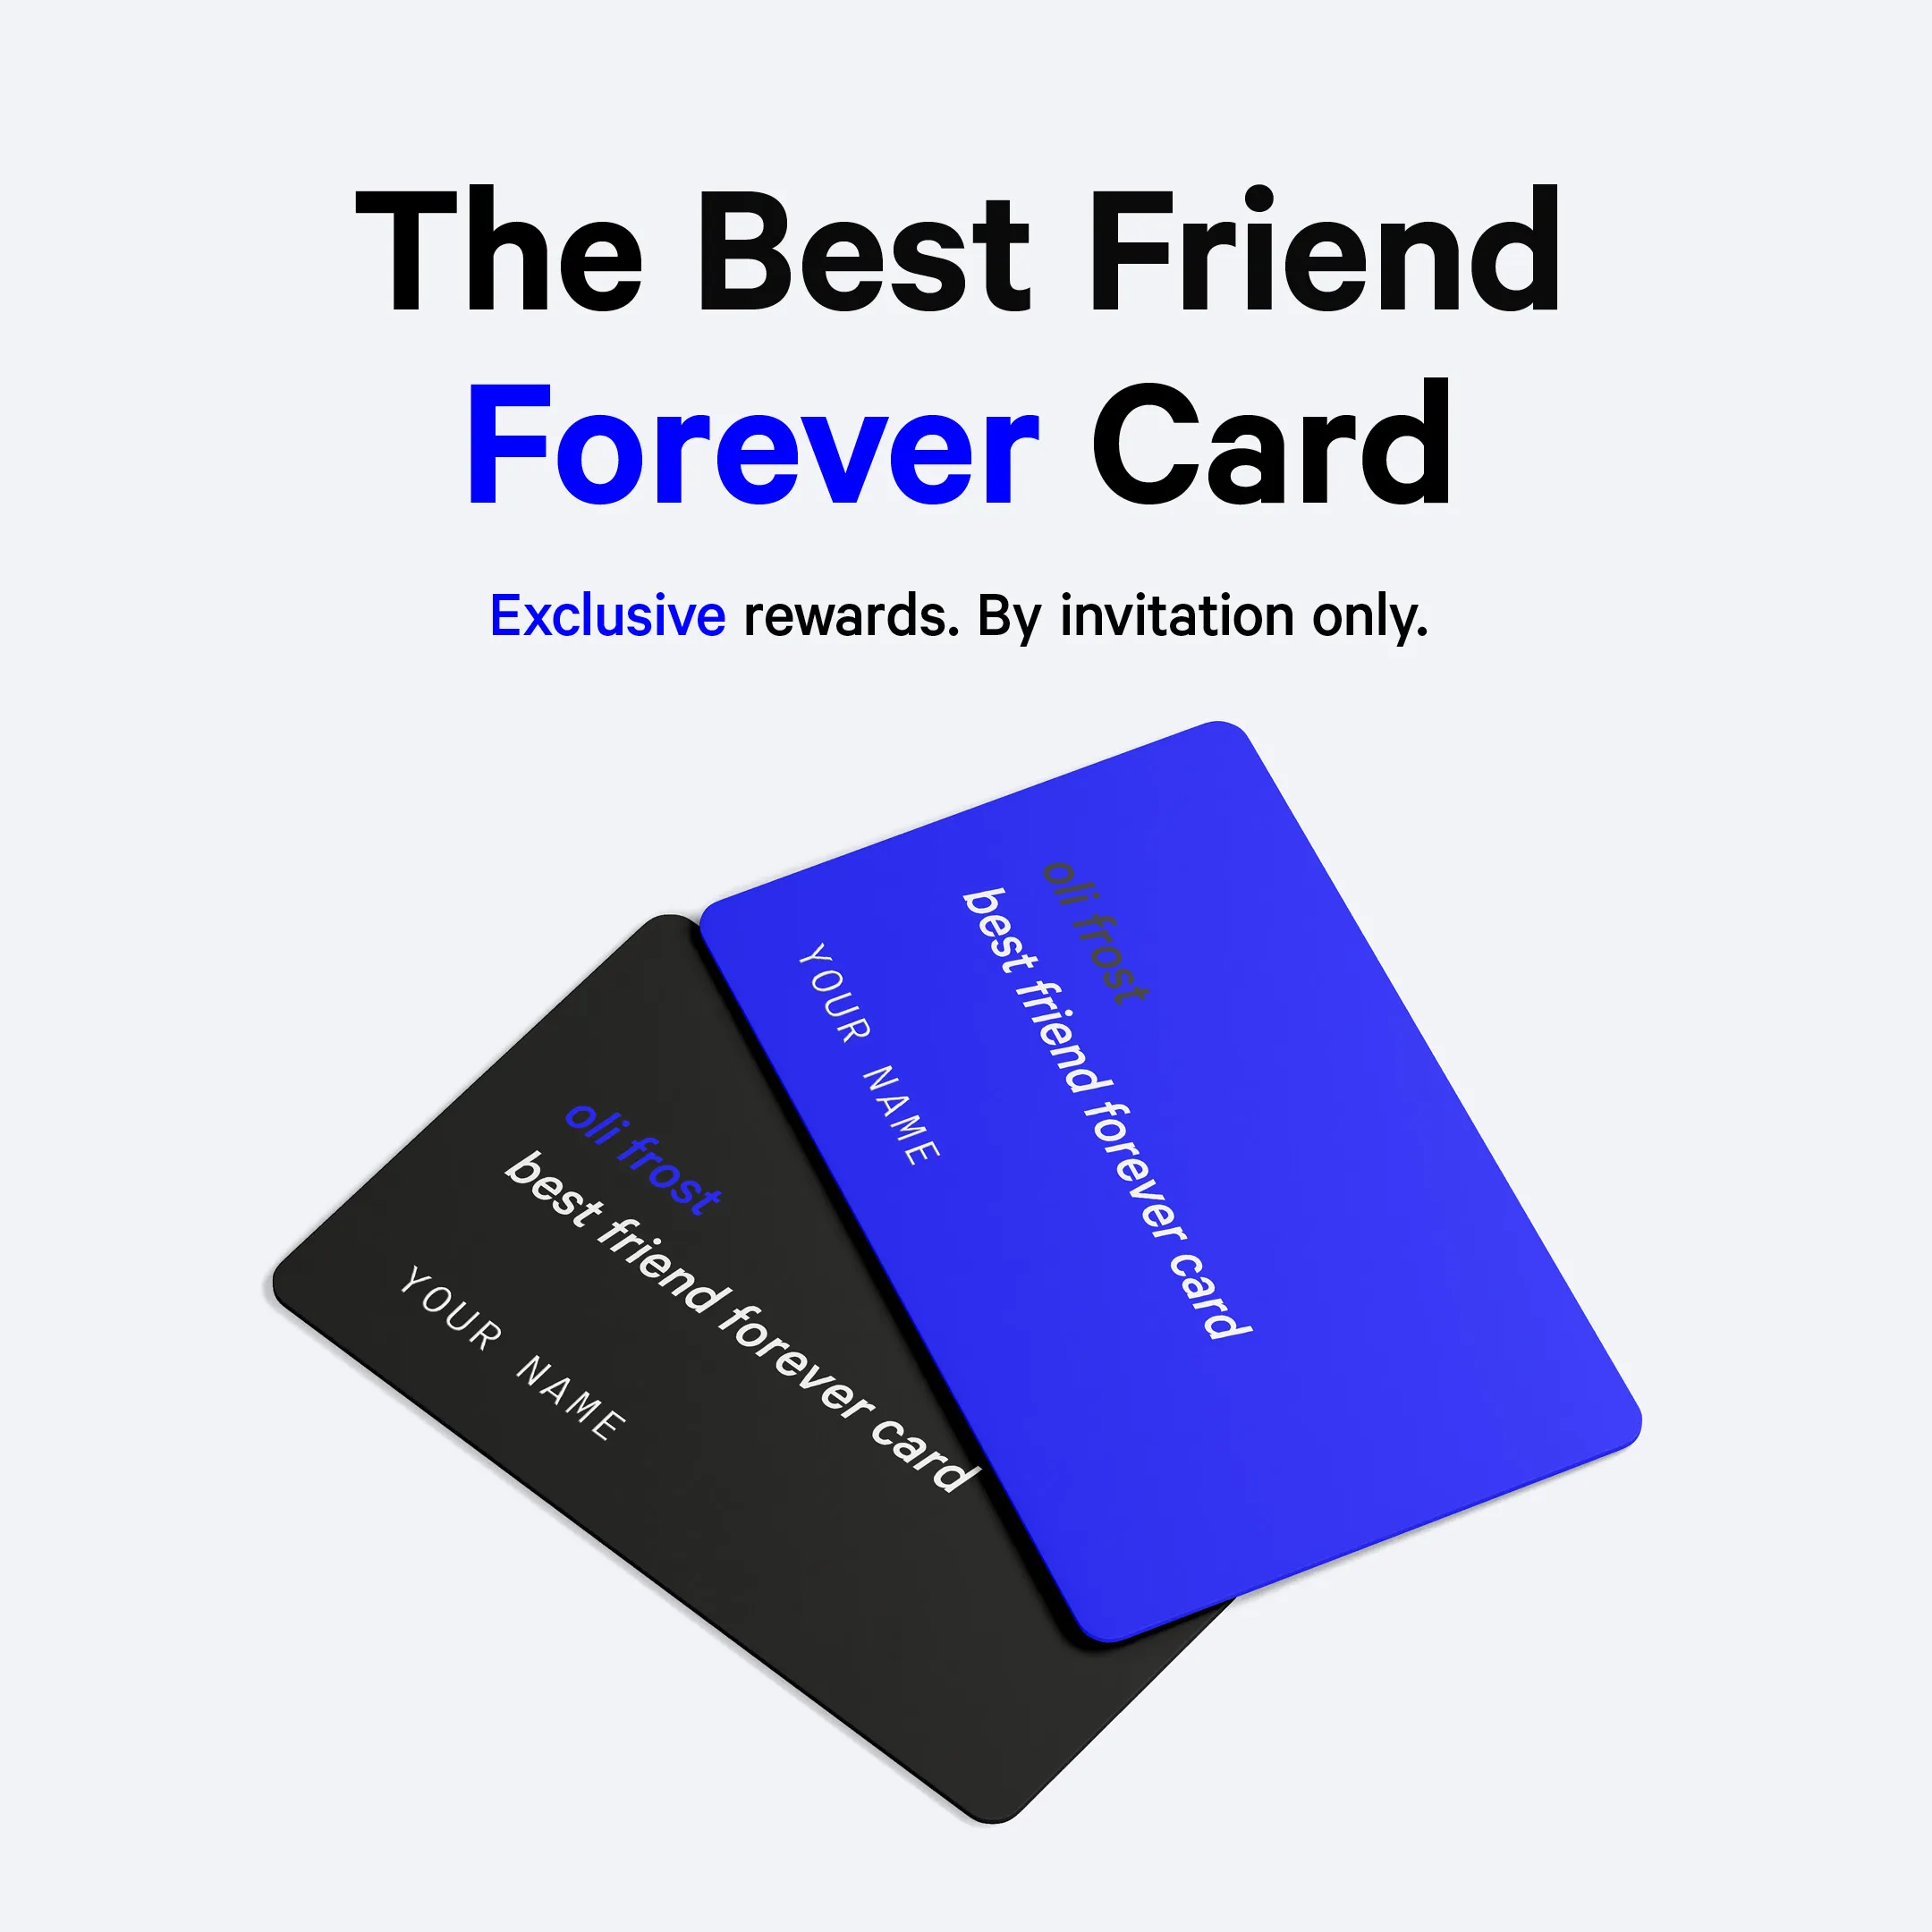 The Best Friend
Forever Card
Exclusive rewards. By invitation only.
oli frost
best friend forever card
YOUR NAME
oli frost
best friend forever card
YOUR NAME